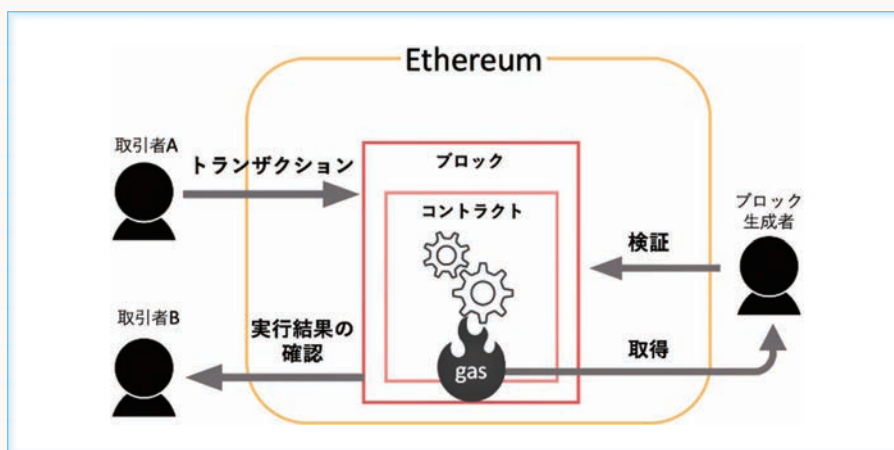 Ethereum
取引者A
トランザクション
ブロック
コントラクト
ブロック
生成者
検証
取引者B
実行結果の
確認
gas
取得